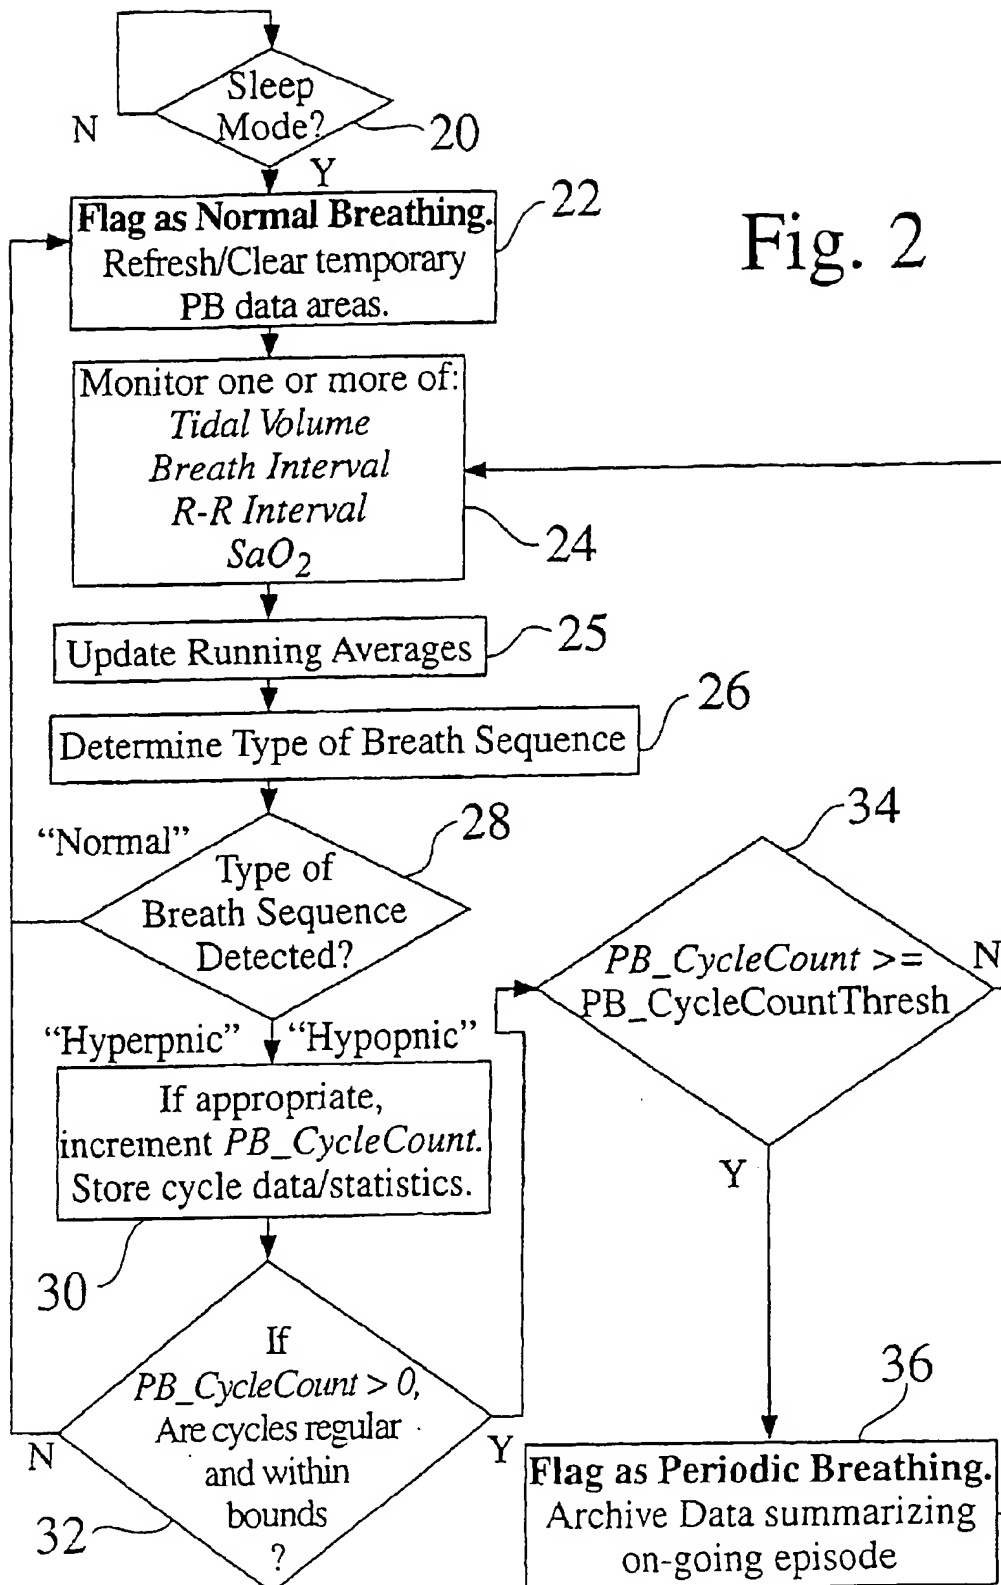 Sleep
Mode?
N
20
Y
Flag as Normal Breathing.
Refresh/Clear temporary
PB data areas.
22
Fig. 2
Monitor one or more of:
Tidal Volume
Breath Interval
R-R Interval
SaO2
24
Update Running Averages
25
Determine Type of Breath Sequence
26
"Normal"
Type of
Breath Sequence
Detected?
28
"Hyperpnic" "Hypopnic"
If appropriate,
increment PB_CycleCount.
Store cycle data/statistics.
30
If
PB_CycleCount > 0,
Are cycles regular
and within
bounds
?
N
Y
32
34
PB_CycleCount >=
PB_CycleCountThresh
N
Y
36
Flag as Periodic Breathing.
Archive Data summarizing
on-going episode